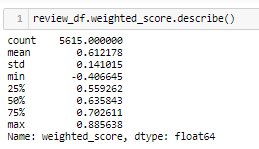 1 review_df.weighted_score.describe()
count 5615.000000
mean 0.612178
std 0.141015
min -0.406645
25% 0.559262
50% 0.635843
75% 0.702611
max 0.885638
Name: weighted_score, dtype: float64